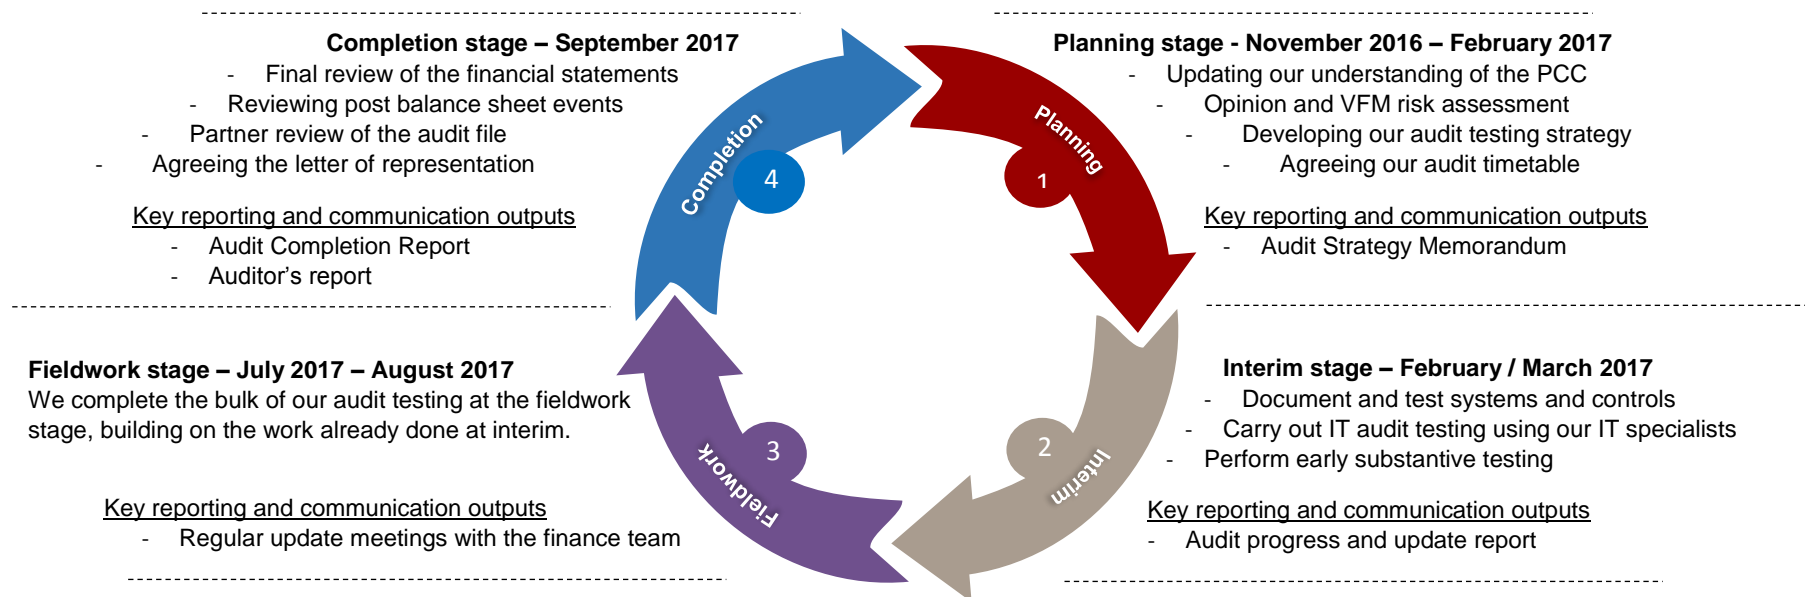 Completion stage – September 2017
- Final review of the financial statements
- Reviewing post balance sheet events
- Partner review of the audit file
- Agreeing the letter of representation
Key reporting and communication outputs
- Audit Completion Report
- Auditor’s report
Planning stage - November 2016 – February 2017
- Updating our understanding of the PCC
- Opinion and VFM risk assessment
- Developing our audit testing strategy
- Agreeing our audit timetable
Key reporting and communication outputs
- Audit Strategy Memorandum
Completion
4
Planning
1
Fieldwork stage – July 2017 – August 2017
We complete the bulk of our audit testing at the fieldwork
stage, building on the work already done at interim.
Key reporting and communication outputs
- Regular update meetings with the finance team
3
Fieldwork
2
Interim
Interim stage – February / March 2017
- Document and test systems and controls
- Carry out IT audit testing using our IT specialists
- Perform early substantive testing
Key reporting and communication outputs
- Audit progress and update report